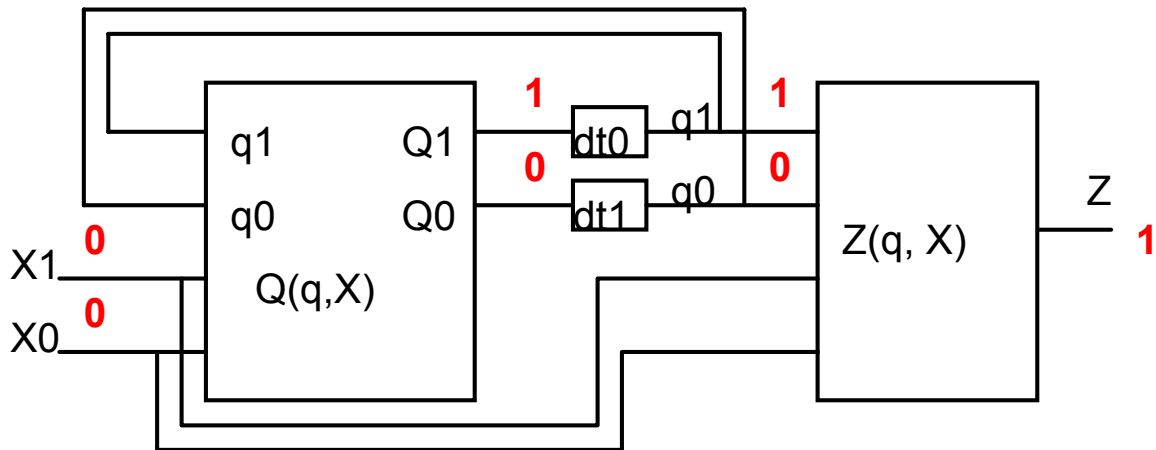 1 1
q1 Q1 dt0 q1
0 0
q0 Q0 dt1 q0 Z
0 Z(q, X) 1
X1 Q(q,X)
0
X0